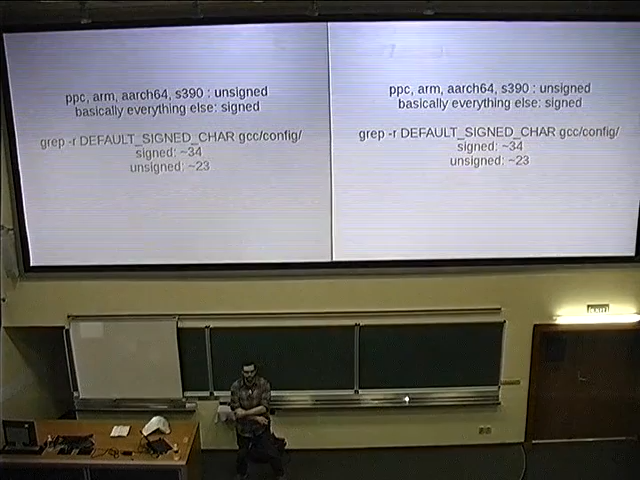 ppc, arm, aarch64, s390 : unsigned
basically everything else: signed
grep -r DEFAULT_SIGNED_CHAR gcc/config/
signed: ~34
unsigned: ~23
ppc, arm, aarch64, s390 : unsigned
basically everything else: signed
grep -r DEFAULT_SIGNED_CHAR gcc/config/
signed: ~34
unsigned: ~23